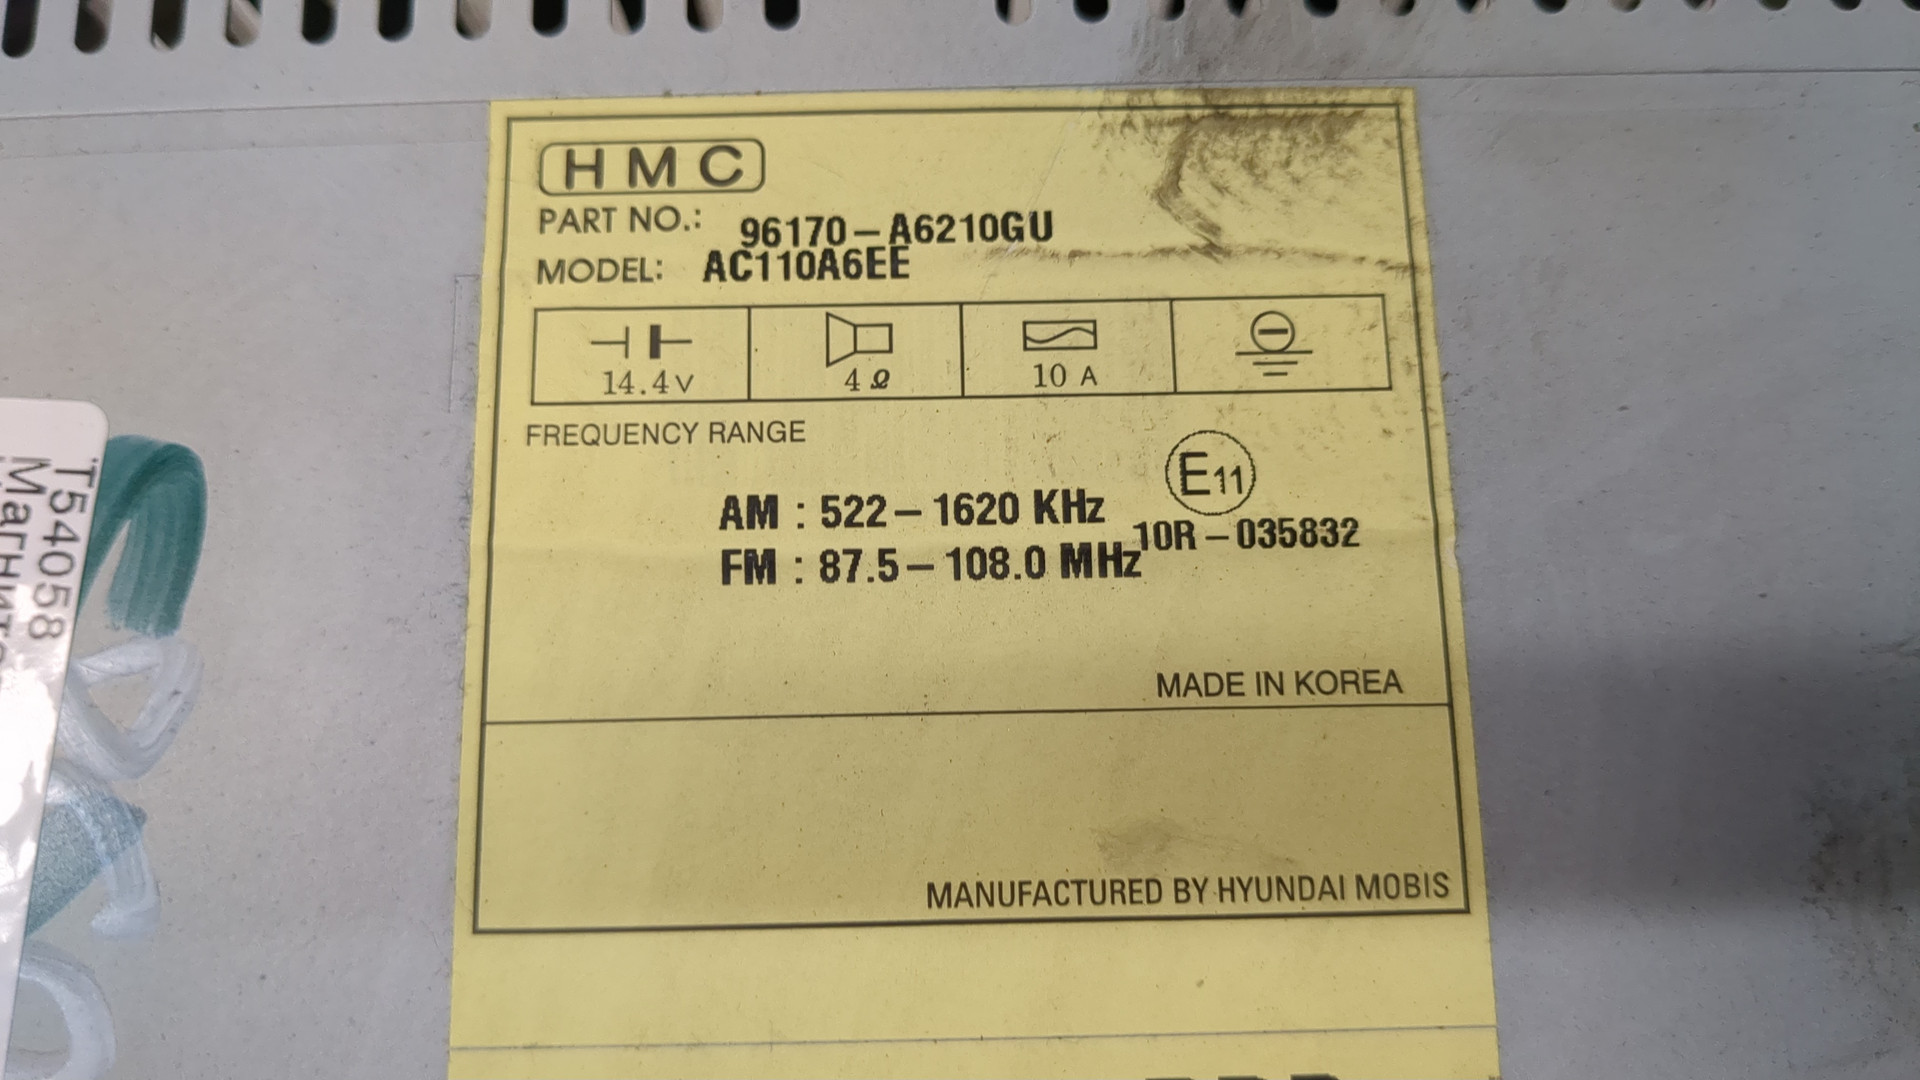 HMC
PART NO.: 96170-A6210GU
MODEL: AC110A6EE
14.4V
4Ω
10 A
FREQUENCY RANGE
E11
AM : 522-1620 KHz
10R-035832
FM : 87.5-108.0 MHz
MADE IN KOREA
MANUFACTURED BY HYUNDAI MOBIS
T54058